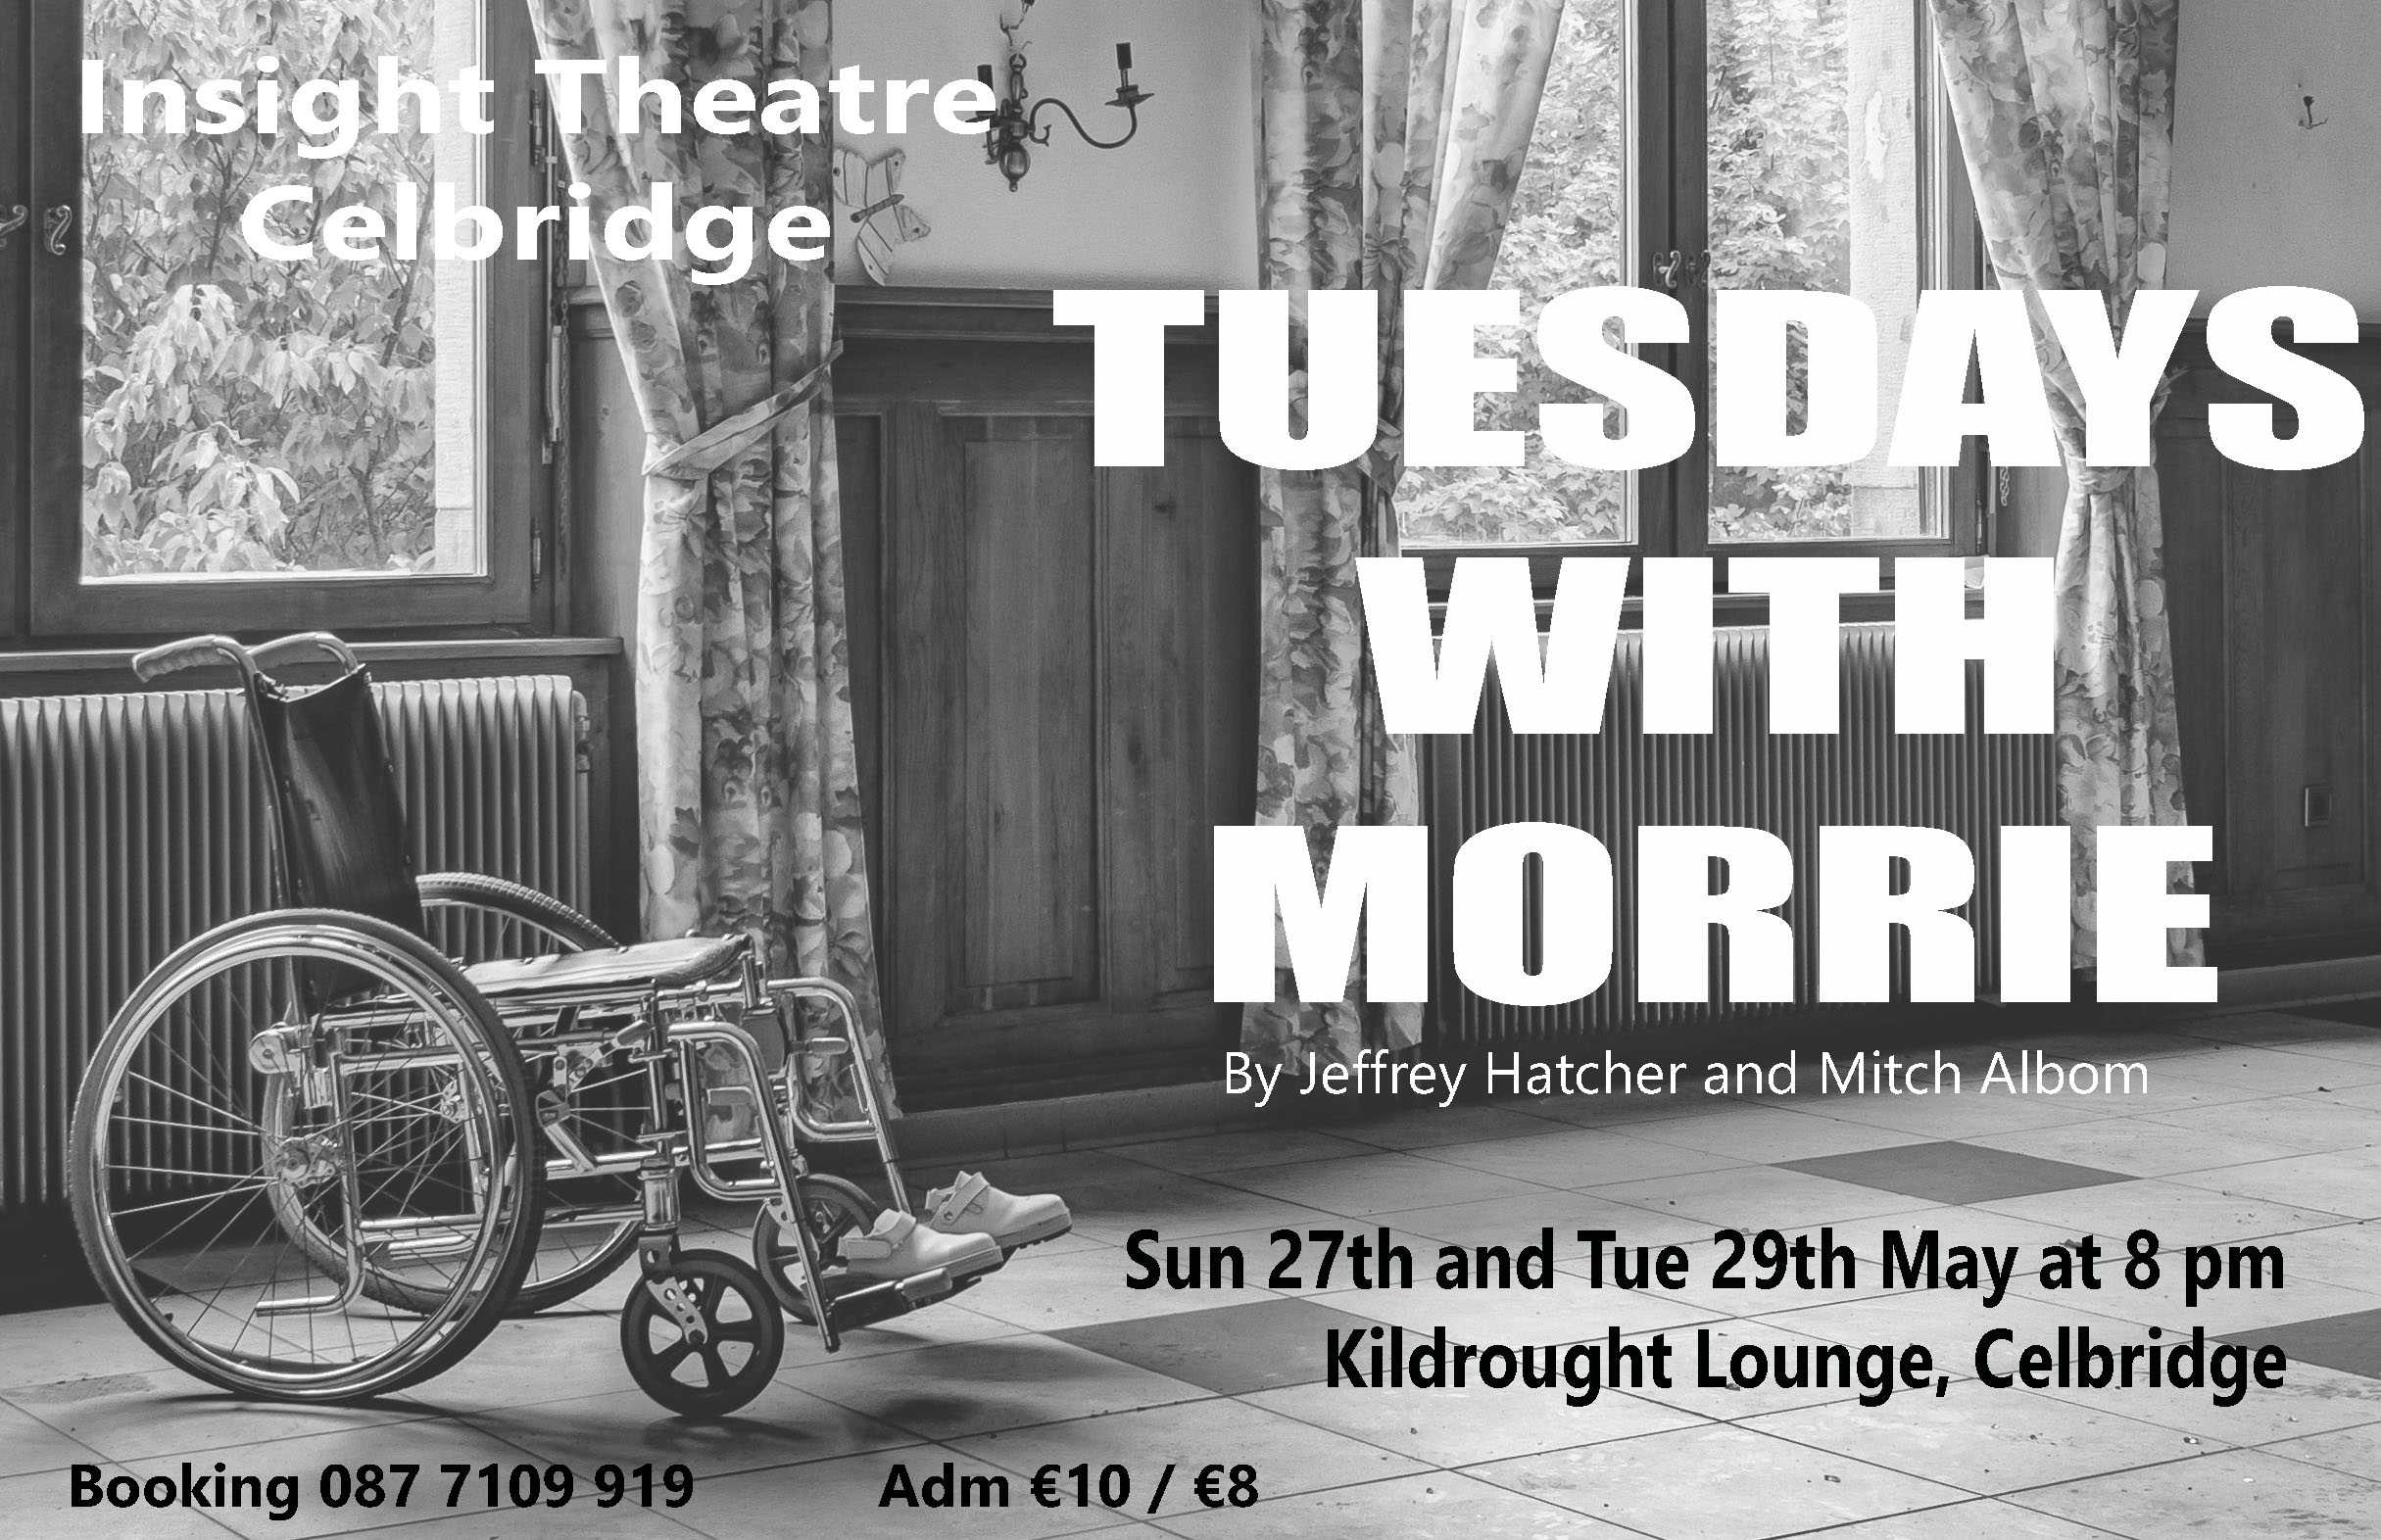 Insight Theatre
Celbridge
TUESDAYS
WITH
MORRIE
By Jeffrey Hatcher and Mitch Albom
Sun 27th and Tue 29th May at 8 pm
Kildrought Lounge, Celbridge
Booking 087 7109 919 Adm €10 / €8